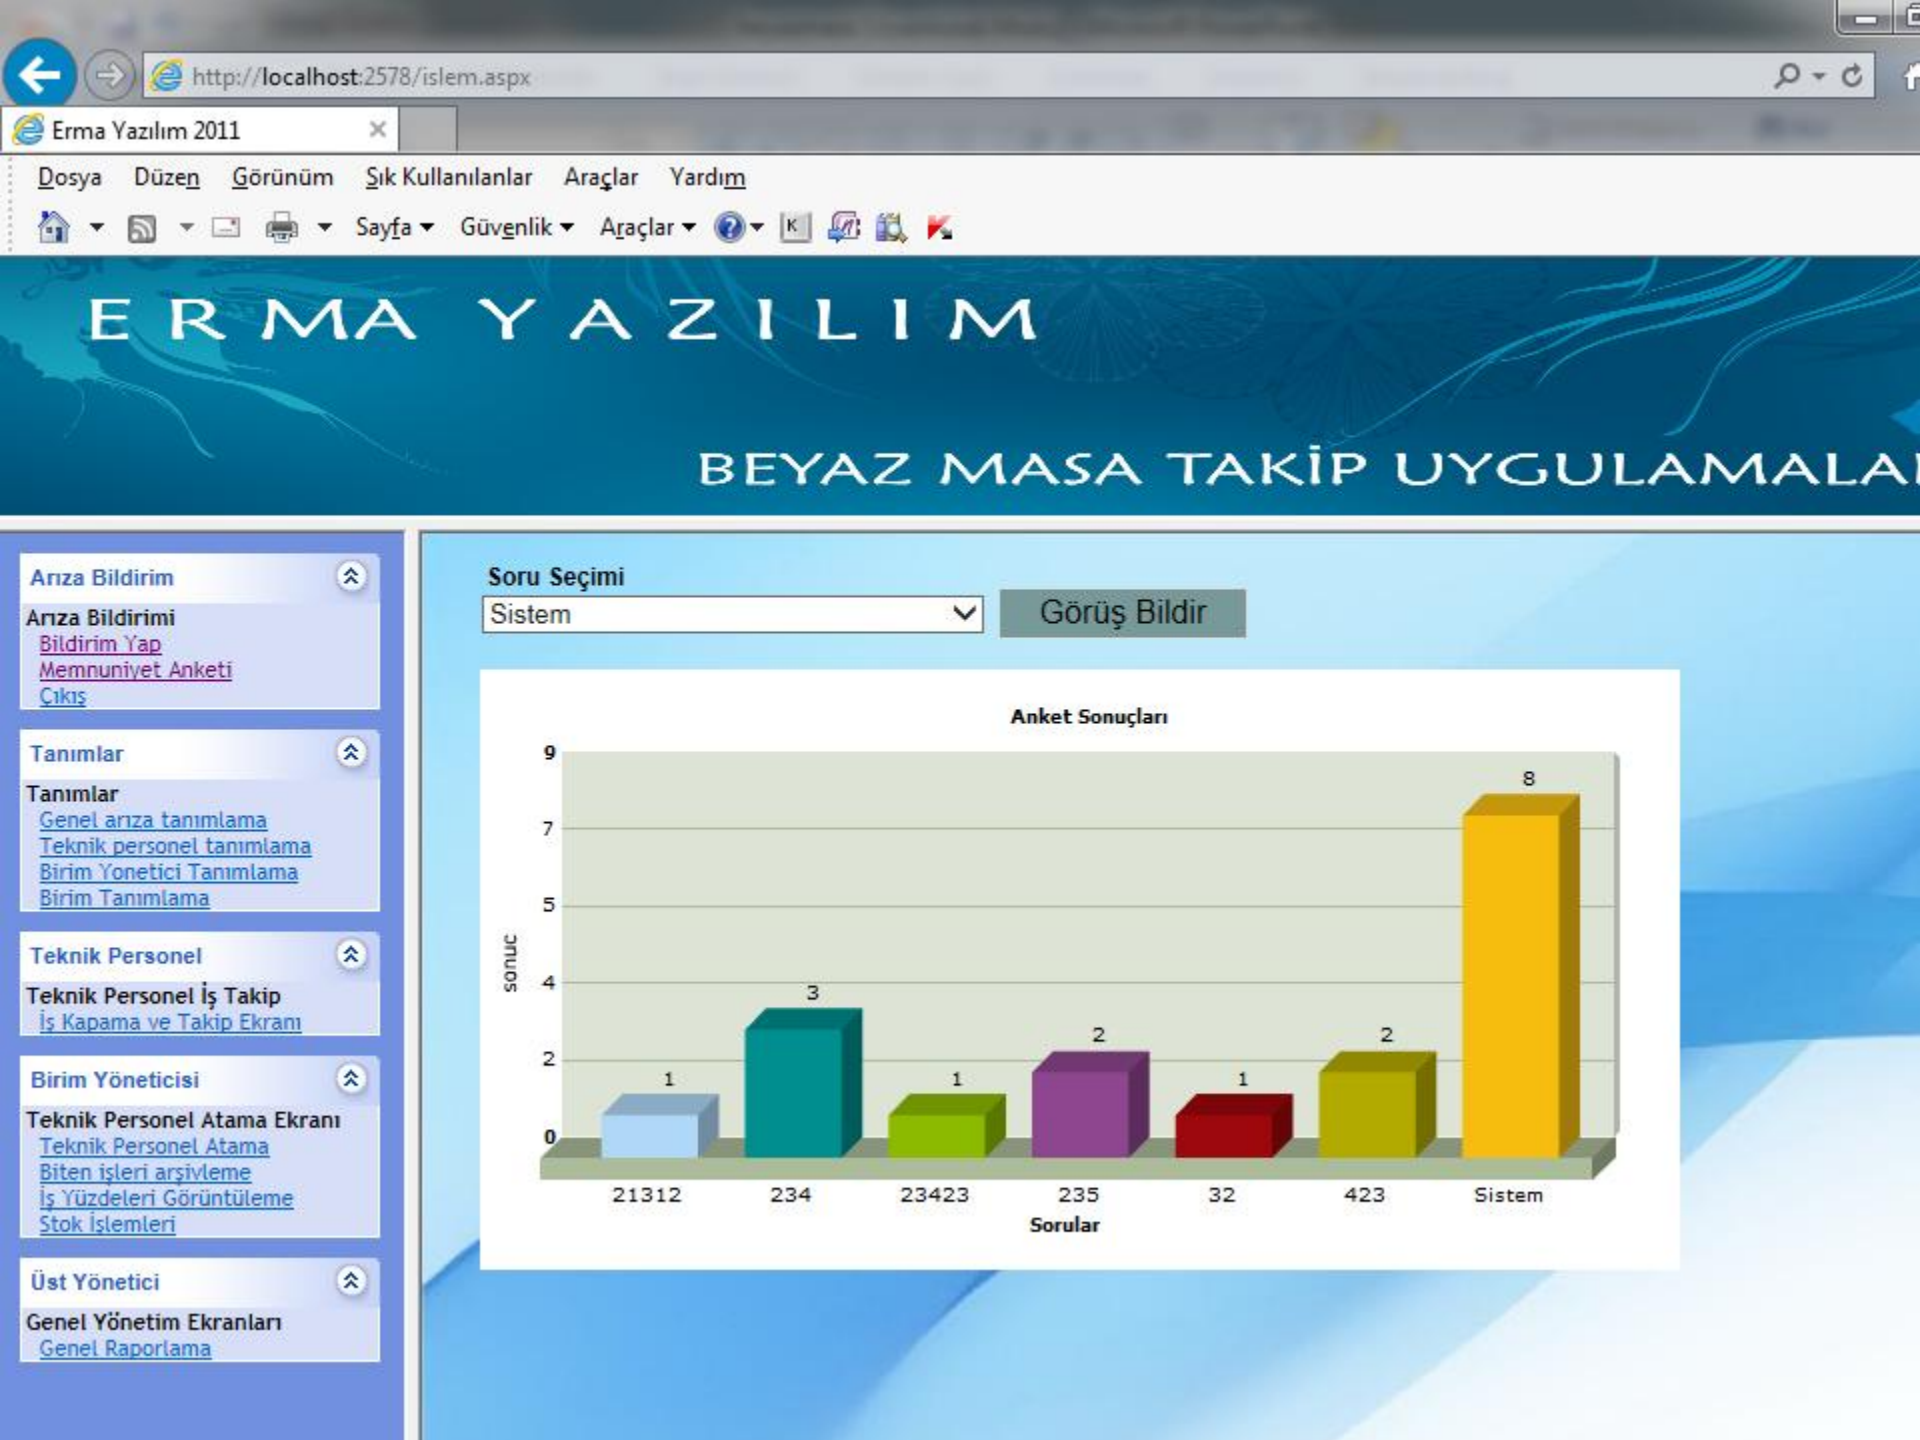 http://localhost:2578/islem.aspx
Erma Yazılım 2011
Dosya Düzen Görünüm Sık Kullanılanlar Araçlar Yardım
Sayfa Güvenlik Araçlar
ERMA YAZILIM
BEYAZ MASA TAKİP UYGULAMALA
Arıza Bildirim
Arıza Bildirimi
Bildirim Yap
Memnuniyet Anketi
Çıkış
Tanımlar
Tanımlar
Genel arıza tanımlama
Teknik personel tanımlama
Birim Yonetici Tanımlama
Birim Tanımlama
Teknik Personel
Teknik Personel İş Takip
İş Kapama ve Takip Ekranı
Birim Yöneticisi
Teknik Personel Atama Ekranı
Teknik Personel Atama
Biten işleri arşivleme
İş Yüzdeleri Görüntüleme
Stok İşlemleri
Üst Yönetici
Genel Yönetim Ekranları
Genel Raporlama
Soru Seçimi
Sistem
Görüş Bildir
Anket Sonuçları
9
7
5
4
2
0
sonuc
1 3 1 2 1 2 8
21312 234 23423 235 32 423 Sistem
Sorular